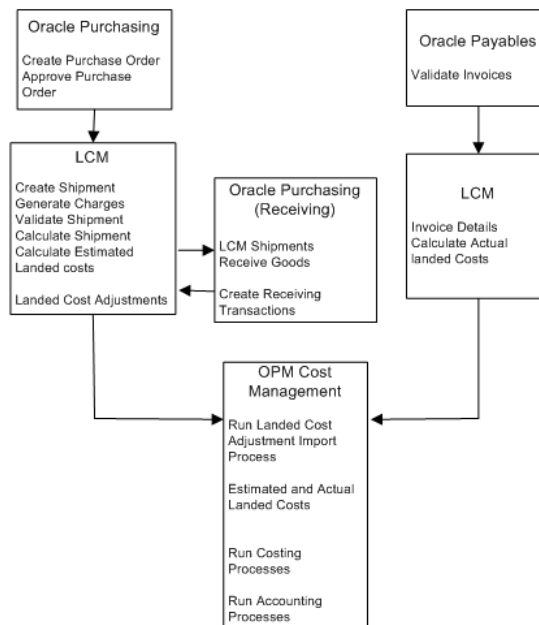 Oracle Purchasing
Create Purchase Order
Approve Purchase
Order
Oracle Payables
Validate Invoices
LCM
Create Shipment
Generate Charges
Validate Shipment
Calculate Shipment
Calculate Estimated
Landed costs
Landed Cost Adjustments
Oracle Purchasing
(Receiving)
LCM Shipments
Receive Goods
Create Receiving
Transactions
LCM
Invoice Details
Calculate Actual
landed Costs
OPM Cost
Management
Run Landed Cost
Adjustment Import
Process
Estimated and Actual
Landed Costs
Run Costing
Processes
Run Accounting
Processes